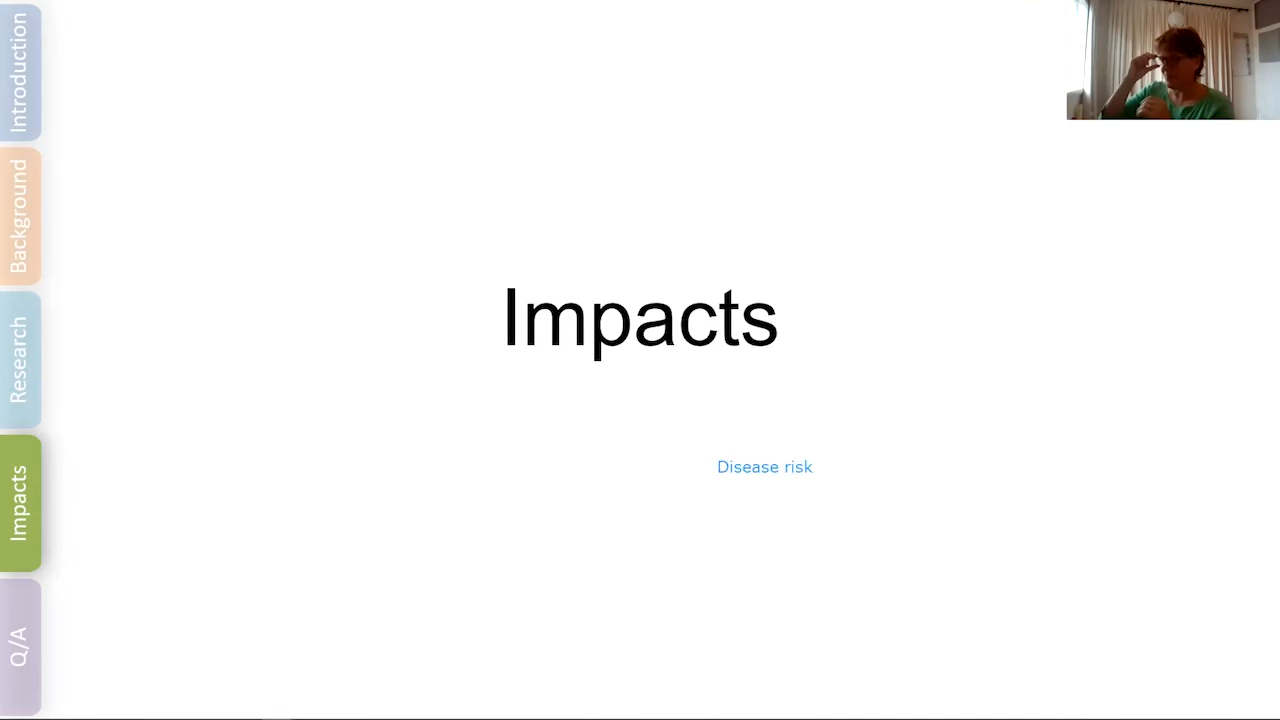 Introduction
Background
Research
Impacts
Q/A
Impacts
Disease risk